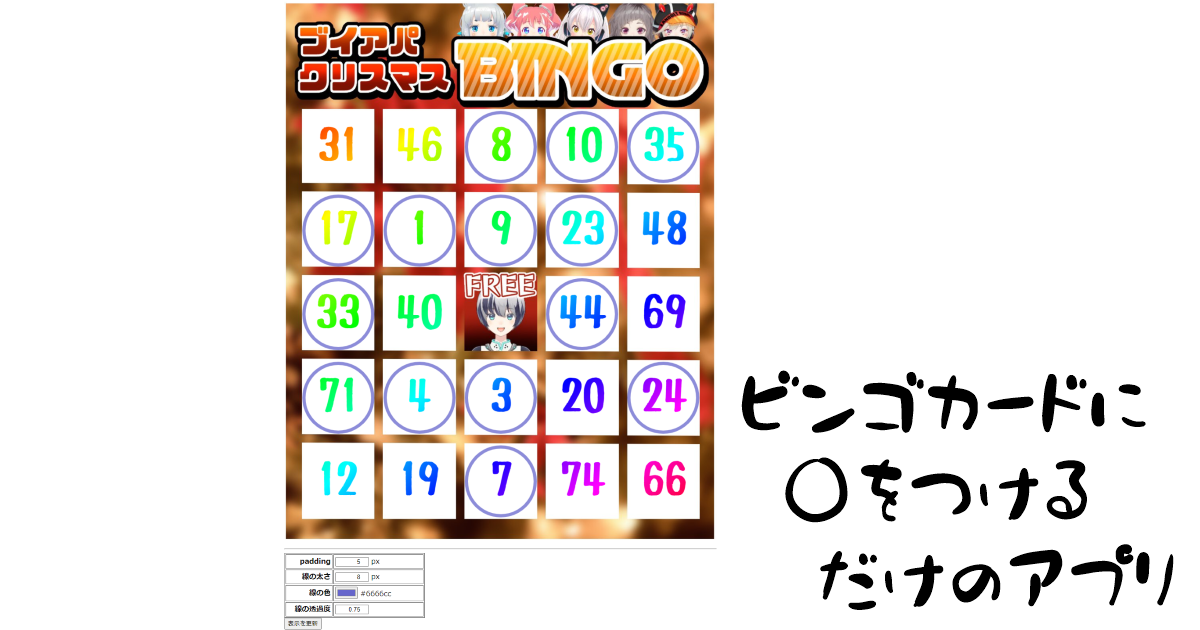 ブイアパ
クリスマス
BINGO
31 46 8 10 35
17 1 9 23 48
33 40 FREE 44 69
71 4 3 20 24
12 19 7 74 66
padding 5 px
線の太さ 8 px
線の色 #6666cc
線の透過度 0.75
表示を更新
ビンゴカードに
○をつける
だけのアプリ